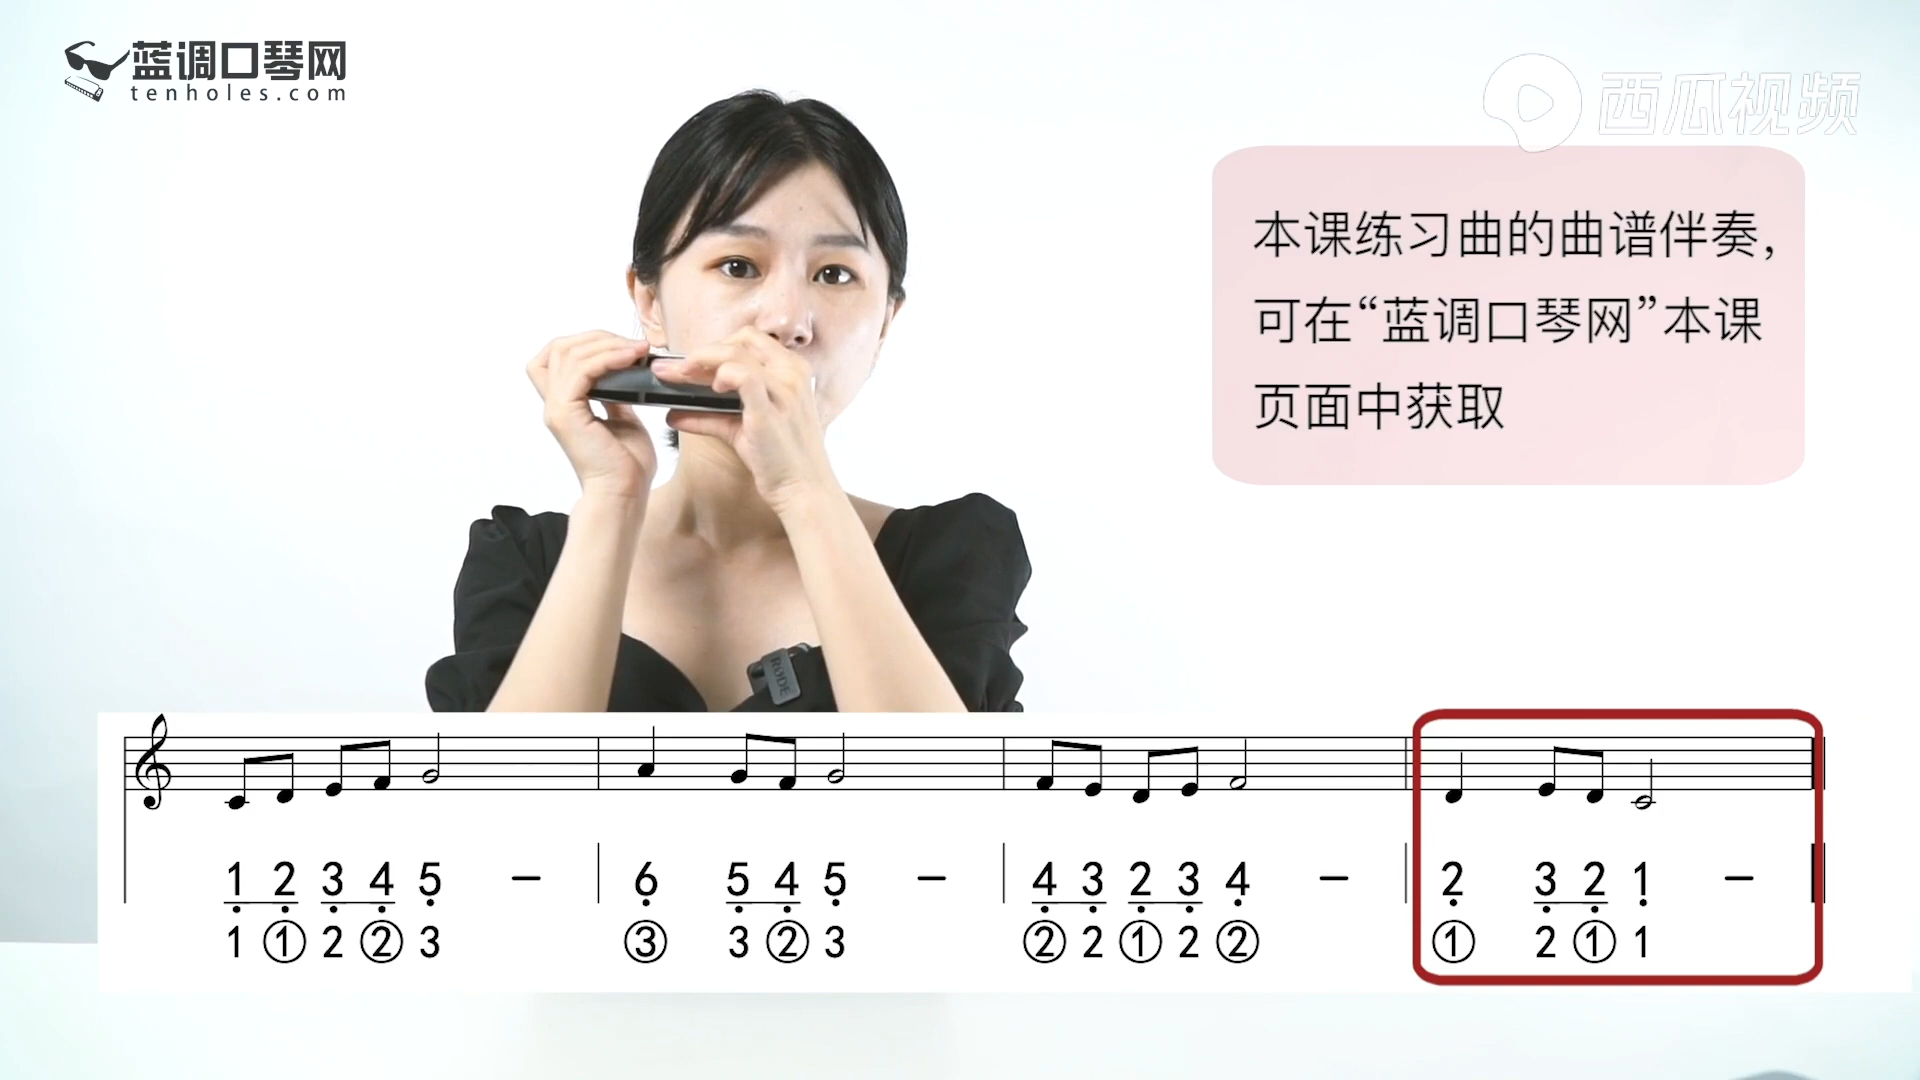 蓝调口琴网
tenholes.com
西瓜视频
本课练习曲的曲谱伴奏，
可在“蓝调口琴网”本课
页面中获取
RØDE
1 2 3 4 5 – 6 5 4 5 – 4 3 2 3 4 – 2 3 2 1 –
1 ① 2 ② 3 ③ 3 ② 3 ② 2 ① 2 ② ① 2 ① 1